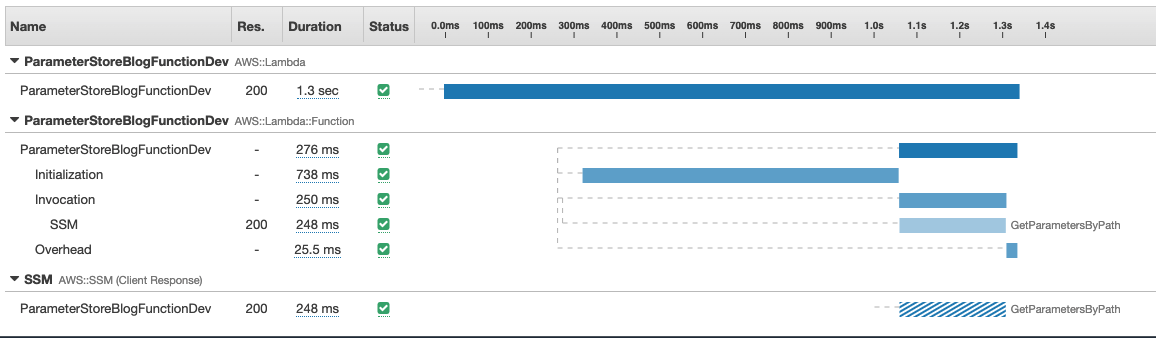 Name Res. Duration Status 0.0ms 100ms 200ms 300ms 400ms 500ms 600ms 700ms 800ms 900ms 1.0s 1.1s 1.2s 1.3s 1.4s
ParameterStoreBlogFunctionDev AWS::Lambda
ParameterStoreBlogFunctionDev 200 1.3 sec
ParameterStoreBlogFunctionDev AWS::Lambda::Function
ParameterStoreBlogFunctionDev - 276 ms
Initialization - 738 ms
Invocation - 250 ms
SSM 200 248 ms GetParametersByPath
Overhead - 25.5 ms
SSM AWS::SSM (Client Response)
ParameterStoreBlogFunctionDev 200 248 ms GetParametersByPath